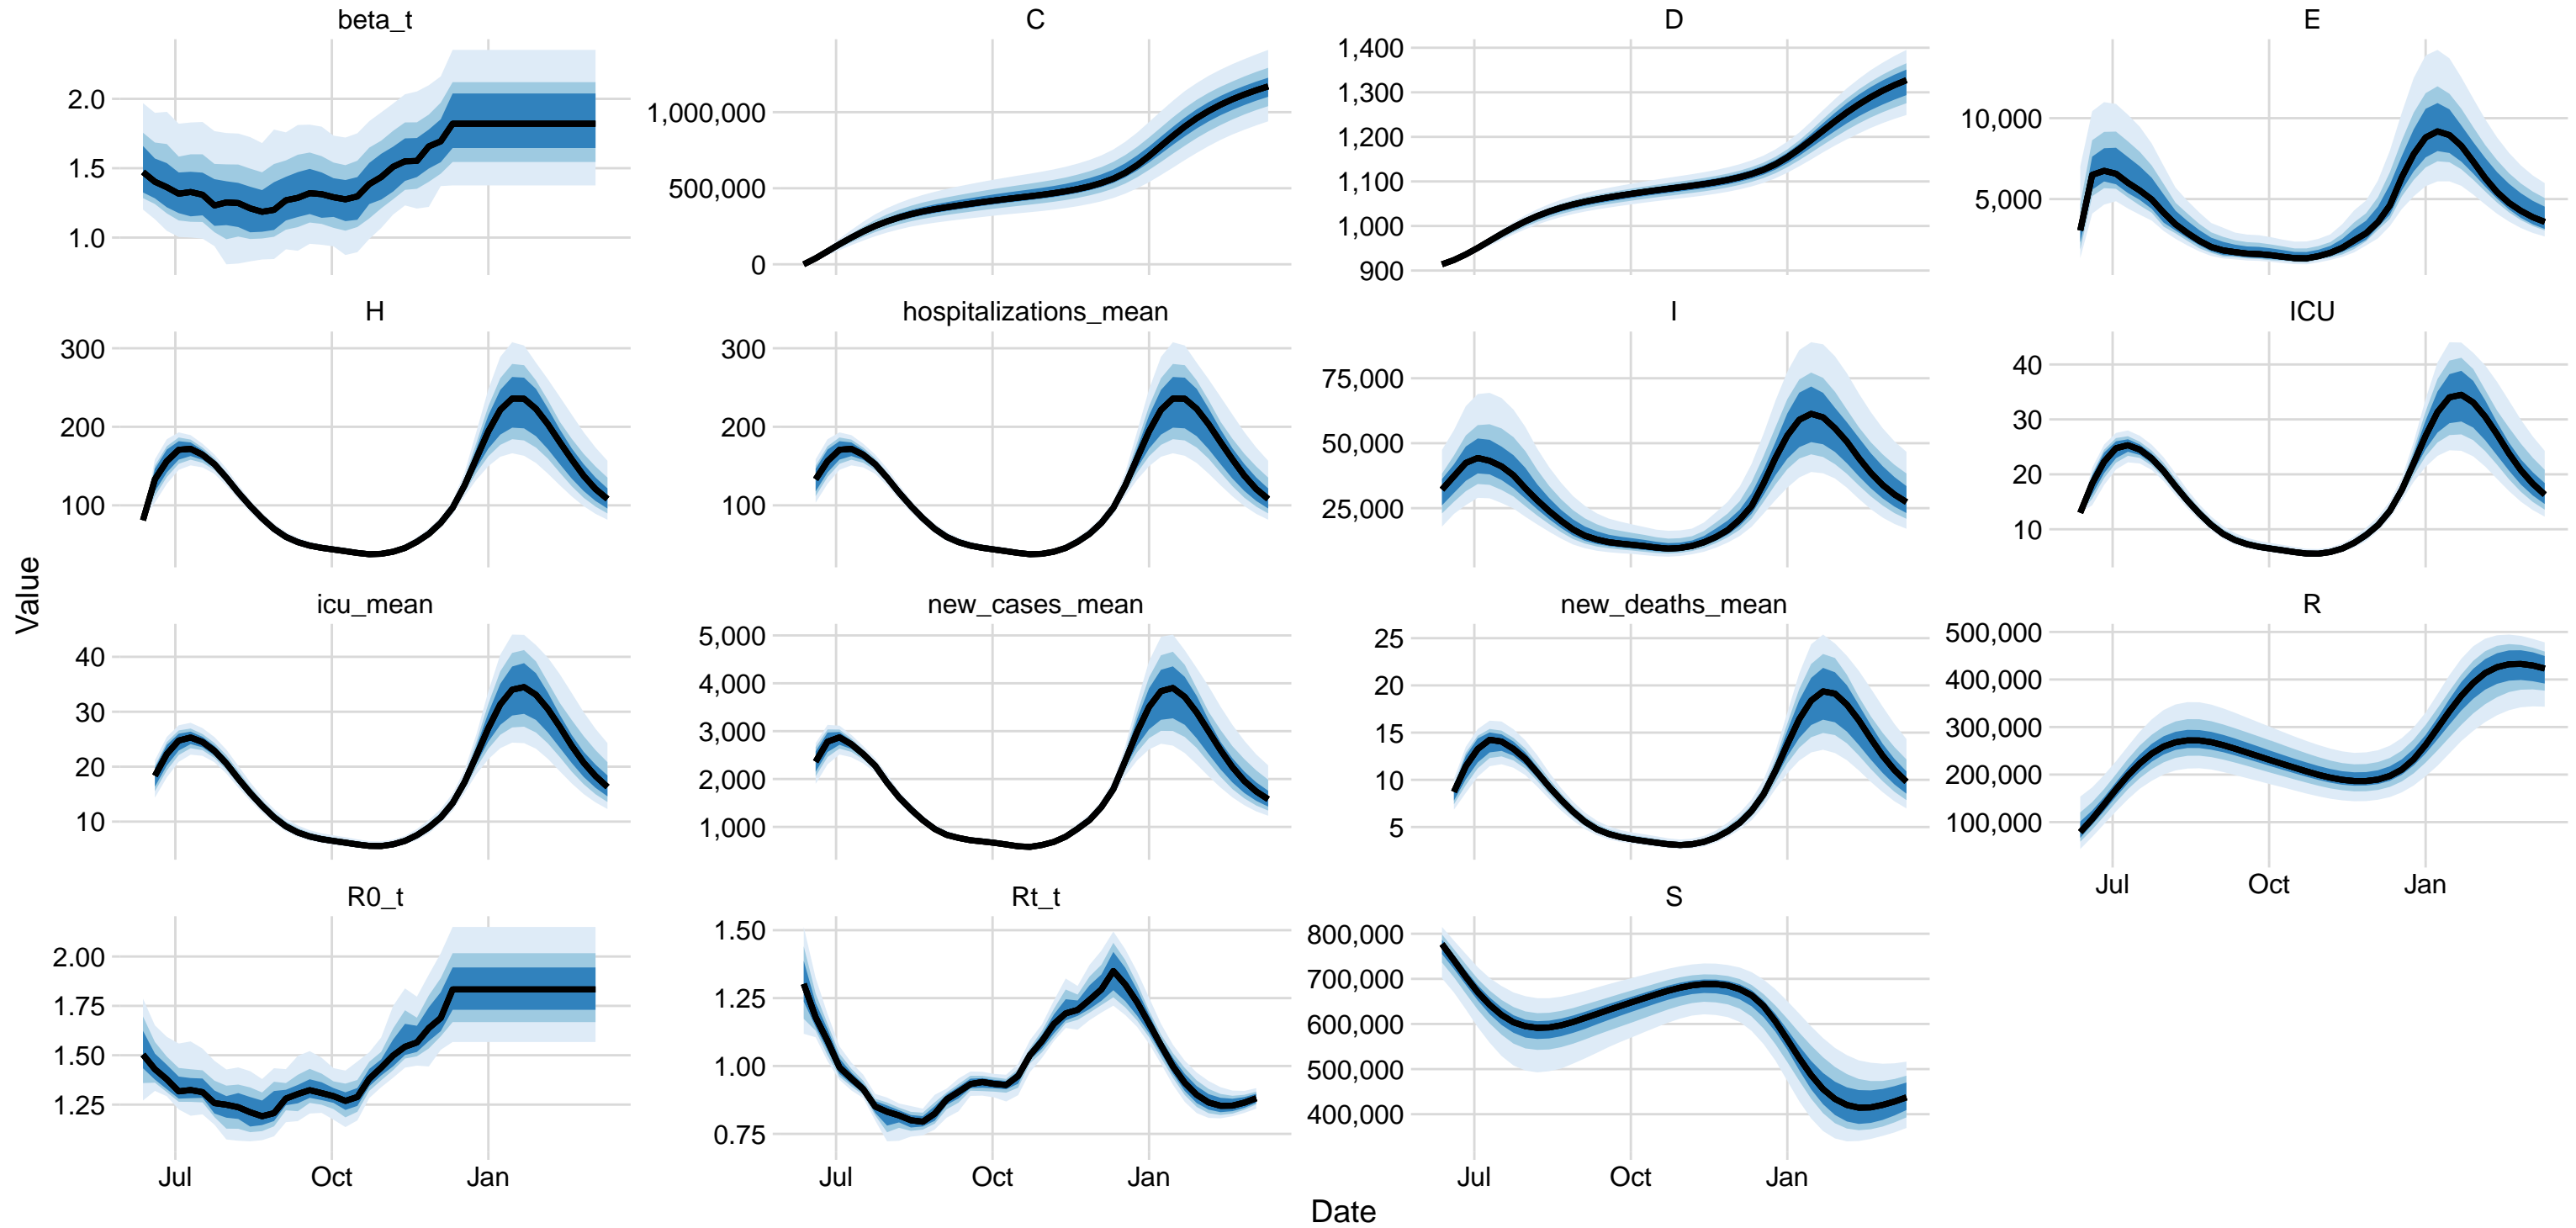 beta_t
C
D
E
2.0
1.5
1.0
1,000,000
500,000
0
1,400
1,300
1,200
1,100
1,000
900
10,000
5,000
H
hospitalizations_mean
I
ICU
300
200
100
300
200
100
75,000
50,000
25,000
40
30
20
10
Value
icu_mean
new_cases_mean
new_deaths_mean
R
40
30
20
10
5,000
4,000
3,000
2,000
1,000
25
20
15
10
5
500,000
400,000
300,000
200,000
100,000
Jul Oct Jan
R0_t
Rt_t
S
2.00
1.75
1.50
1.25
1.50
1.25
1.00
0.75
800,000
700,000
600,000
500,000
400,000
Jul Oct Jan
Jul Oct Jan
Jul Oct Jan
Date